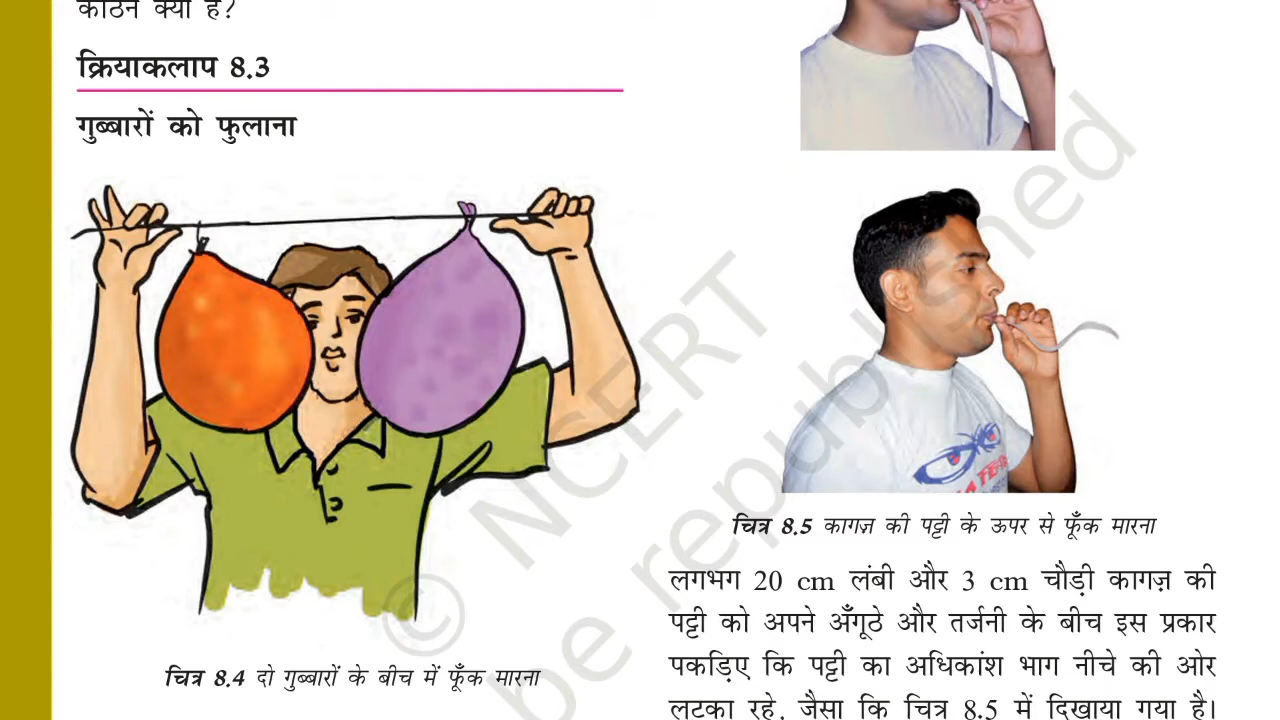 कठिन क्यों है?
क्रियाकलाप 8.3
गुब्बारों को फुलाना
चित्र 8.4 दो गुब्बारों के बीच में फूँक मारना
चित्र 8.5 कागज़ की पट्टी के ऊपर से फूँक मारना
लगभग 20 cm लंबी और 3 cm चौड़ी कागज़ की
पट्टी को अपने अँगूठे और तर्जनी के बीच इस प्रकार
पकड़िए कि पट्टी का अधिकांश भाग नीचे की ओर
लटका रहे, जैसा कि चित्र 8.5 में दिखाया गया है।
© NCERT
be republished